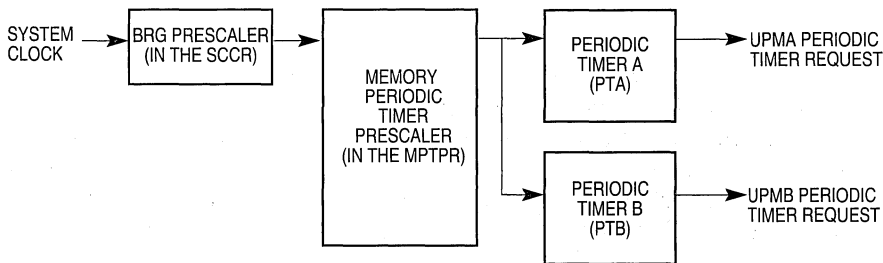 SYSTEM
CLOCK
BRG PRESCALER
(IN THE SCCR)
MEMORY
PERIODIC
TIMER
PRESCALER
(IN THE MPTPR)
PERIODIC
TIMER A
(PTA)
UPMA PERIODIC
TIMER REQUEST
PERIODIC
TIMER B
(PTB)
UPMB PERIODIC
TIMER REQUEST